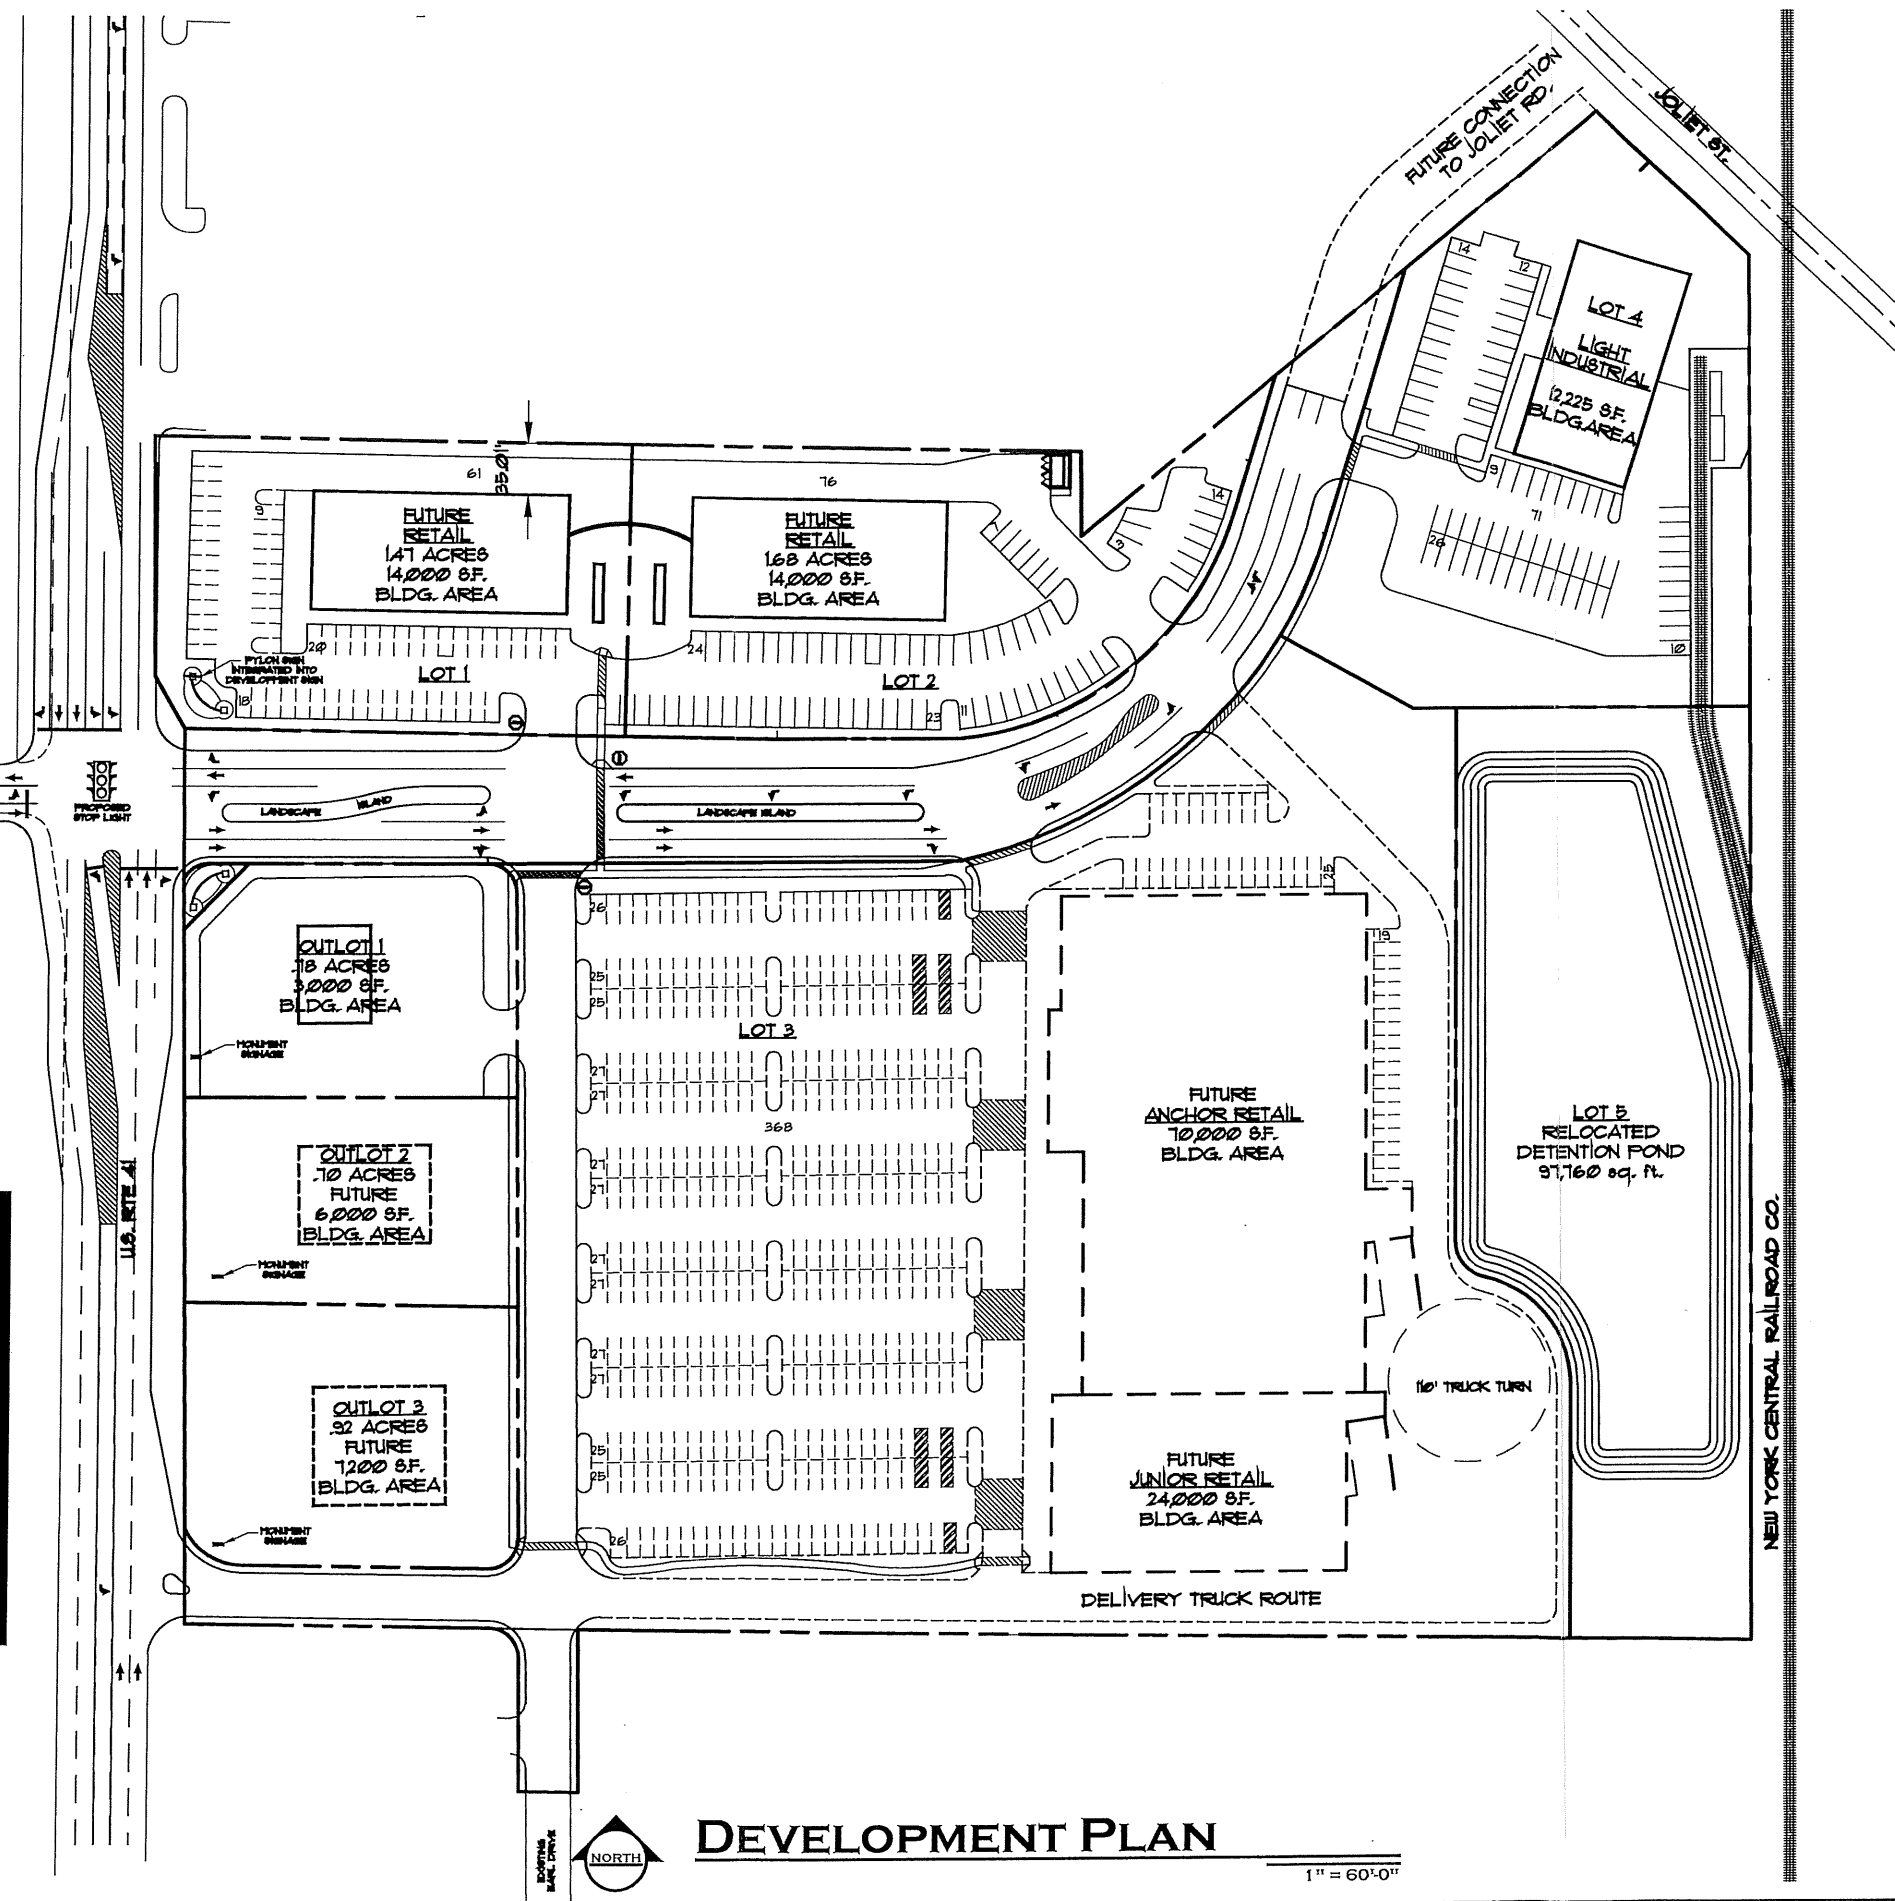 FUTURE CONNECTION
TO JOLIET RD.
JOLIET ST.
14
12
LOT 4
LIGHT
INDUSTRIAL
12,225 S.F.
BLDG. AREA
9
71
26
10
61
35.01'
76
FUTURE
RETAIL
1.47 ACRES
14,000 S.F.
BLDG. AREA
FUTURE
RETAIL
1.68 ACRES
14,000 S.F.
BLDG. AREA
9
7
3
14
20
24
PYLON SIGN
INTEGRATED INTO
DEVELOPMENT SIGN
LOT 1
LOT 2
18
23
11
PROPOSED
STOP LIGHT
LANDSCAPE ISLAND
LANDSCAPE ISLAND
25
19
OUTLOT 1
.78 ACRES
3,000 S.F.
BLDG. AREA
MONUMENT
SIGNAGE
26
25
25
LOT 3
27
27
368
27
27
27
27
27
27
25
25
26
OUTLOT 2
.70 ACRES
FUTURE
6,000 S.F.
BLDG. AREA
MONUMENT
SIGNAGE
U.S. RTE 41
OUTLOT 3
.92 ACRES
FUTURE
7,200 S.F.
BLDG. AREA
MONUMENT
SIGNAGE
FUTURE
ANCHOR RETAIL
70,000 S.F.
BLDG. AREA
LOT 5
RELOCATED
DETENTION POND
97,760 sq. ft.
NEW YORK CENTRAL RAILROAD CO.
110' TRUCK TURN
FUTURE
JUNIOR RETAIL
24,000 S.F.
BLDG. AREA
DELIVERY TRUCK ROUTE
EXISTING
EARL DRIVE
NORTH
DEVELOPMENT PLAN
1" = 60'-0"